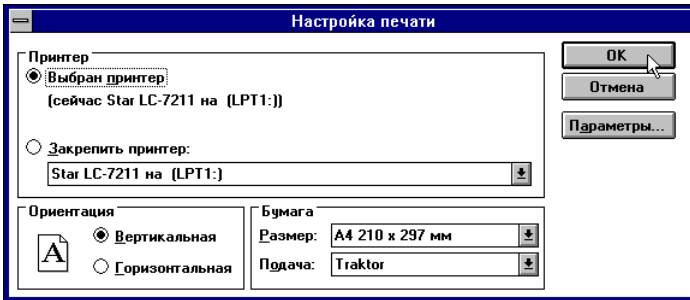 Настройка печати
Принтер
Выбран принтер
(сейчас Star LC-7211 на (LPT1:))
Закрепить принтер:
Star LC-7211 на (LPT1:)
OK
Отмена
Параметры...
Ориентация
A
Вертикальная
Горизонтальная
Бумага
Размер: A4 210 x 297 мм
Подача: Traktor